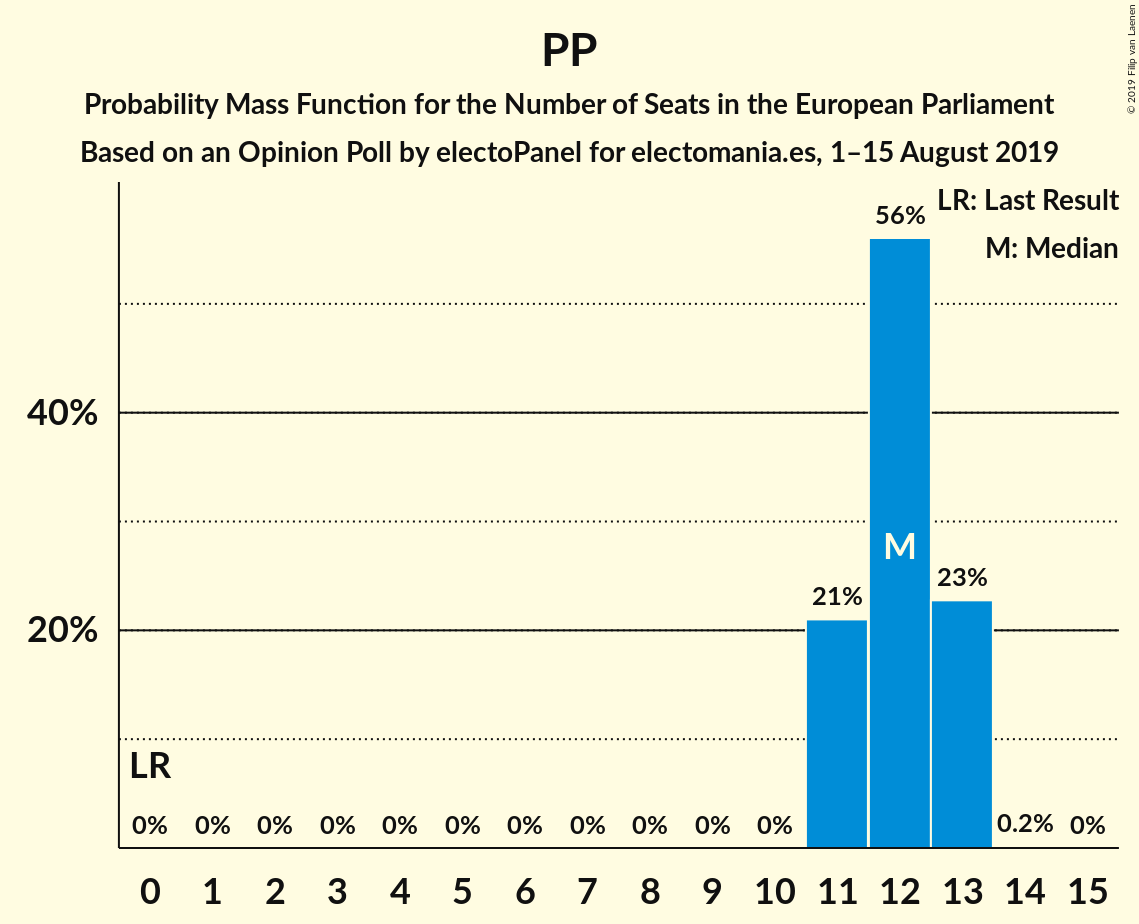 PP
Probability Mass Function for the Number of Seats in the European Parliament
Based on an Opinion Poll by electoPanel for electomania.es, 1–15 August 2019
© 2019 Filip van Laenen
LR: Last Result
M: Median
56%
40%
M
23%
21%
20%
LR
0% 0% 0% 0% 0% 0% 0% 0% 0% 0% 0% 0.2% 0%
0 1 2 3 4 5 6 7 8 9 10 11 12 13 14 15